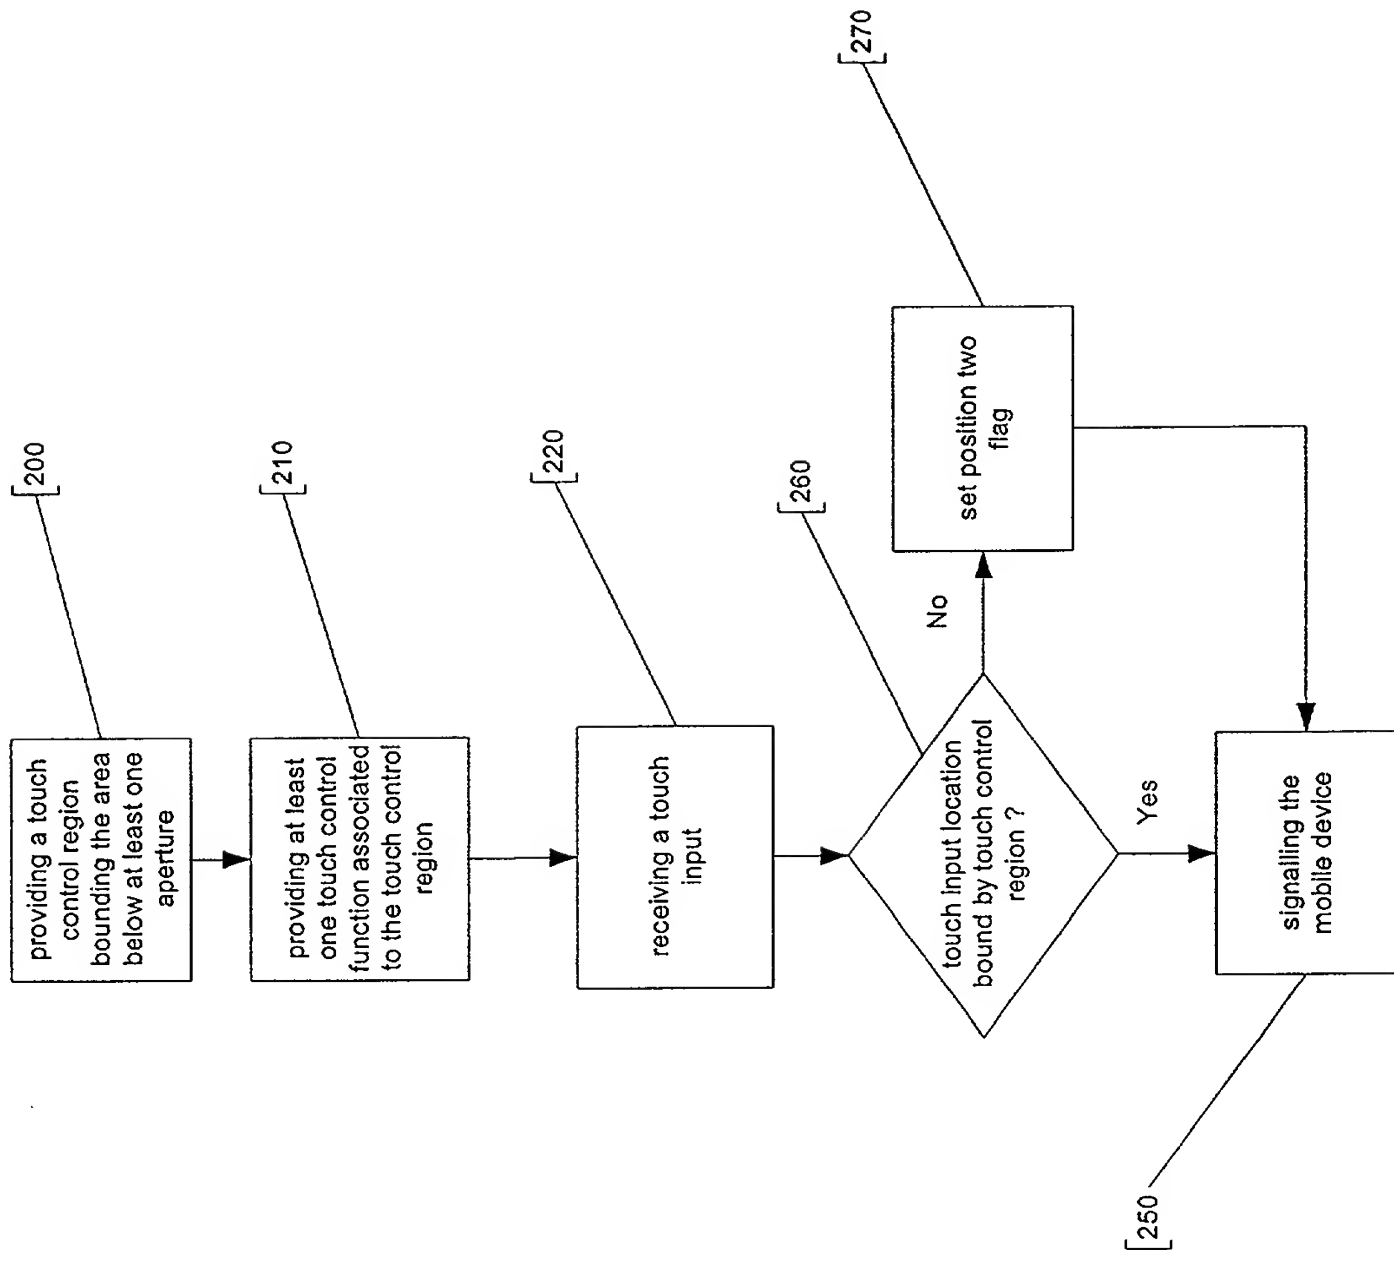 [200]
providing a touch
control region
bounding the area
below at least one
aperture
[210]
providing at least
one touch control
function associated
to the touch control
region
[220]
receiving a touch
input
[260]
touch input location
bound by touch control
region ?
No
[270]
set position two
flag
Yes
signalling the
mobile device
[250]